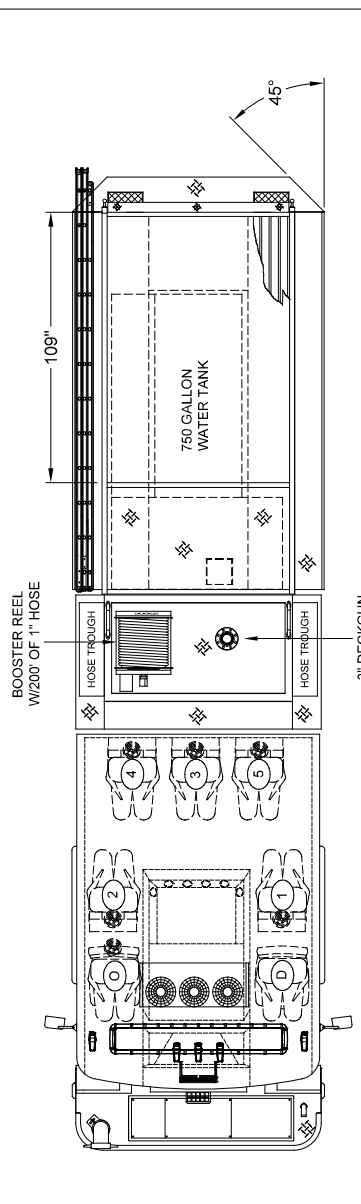 45°
109"
750 GALLON
WATER TANK
BOOSTER REEL
W/200' OF 1" HOSE
HOSE TROUGH
HOSE TROUGH
DECKGUN
4
3
5
2
1
O
D